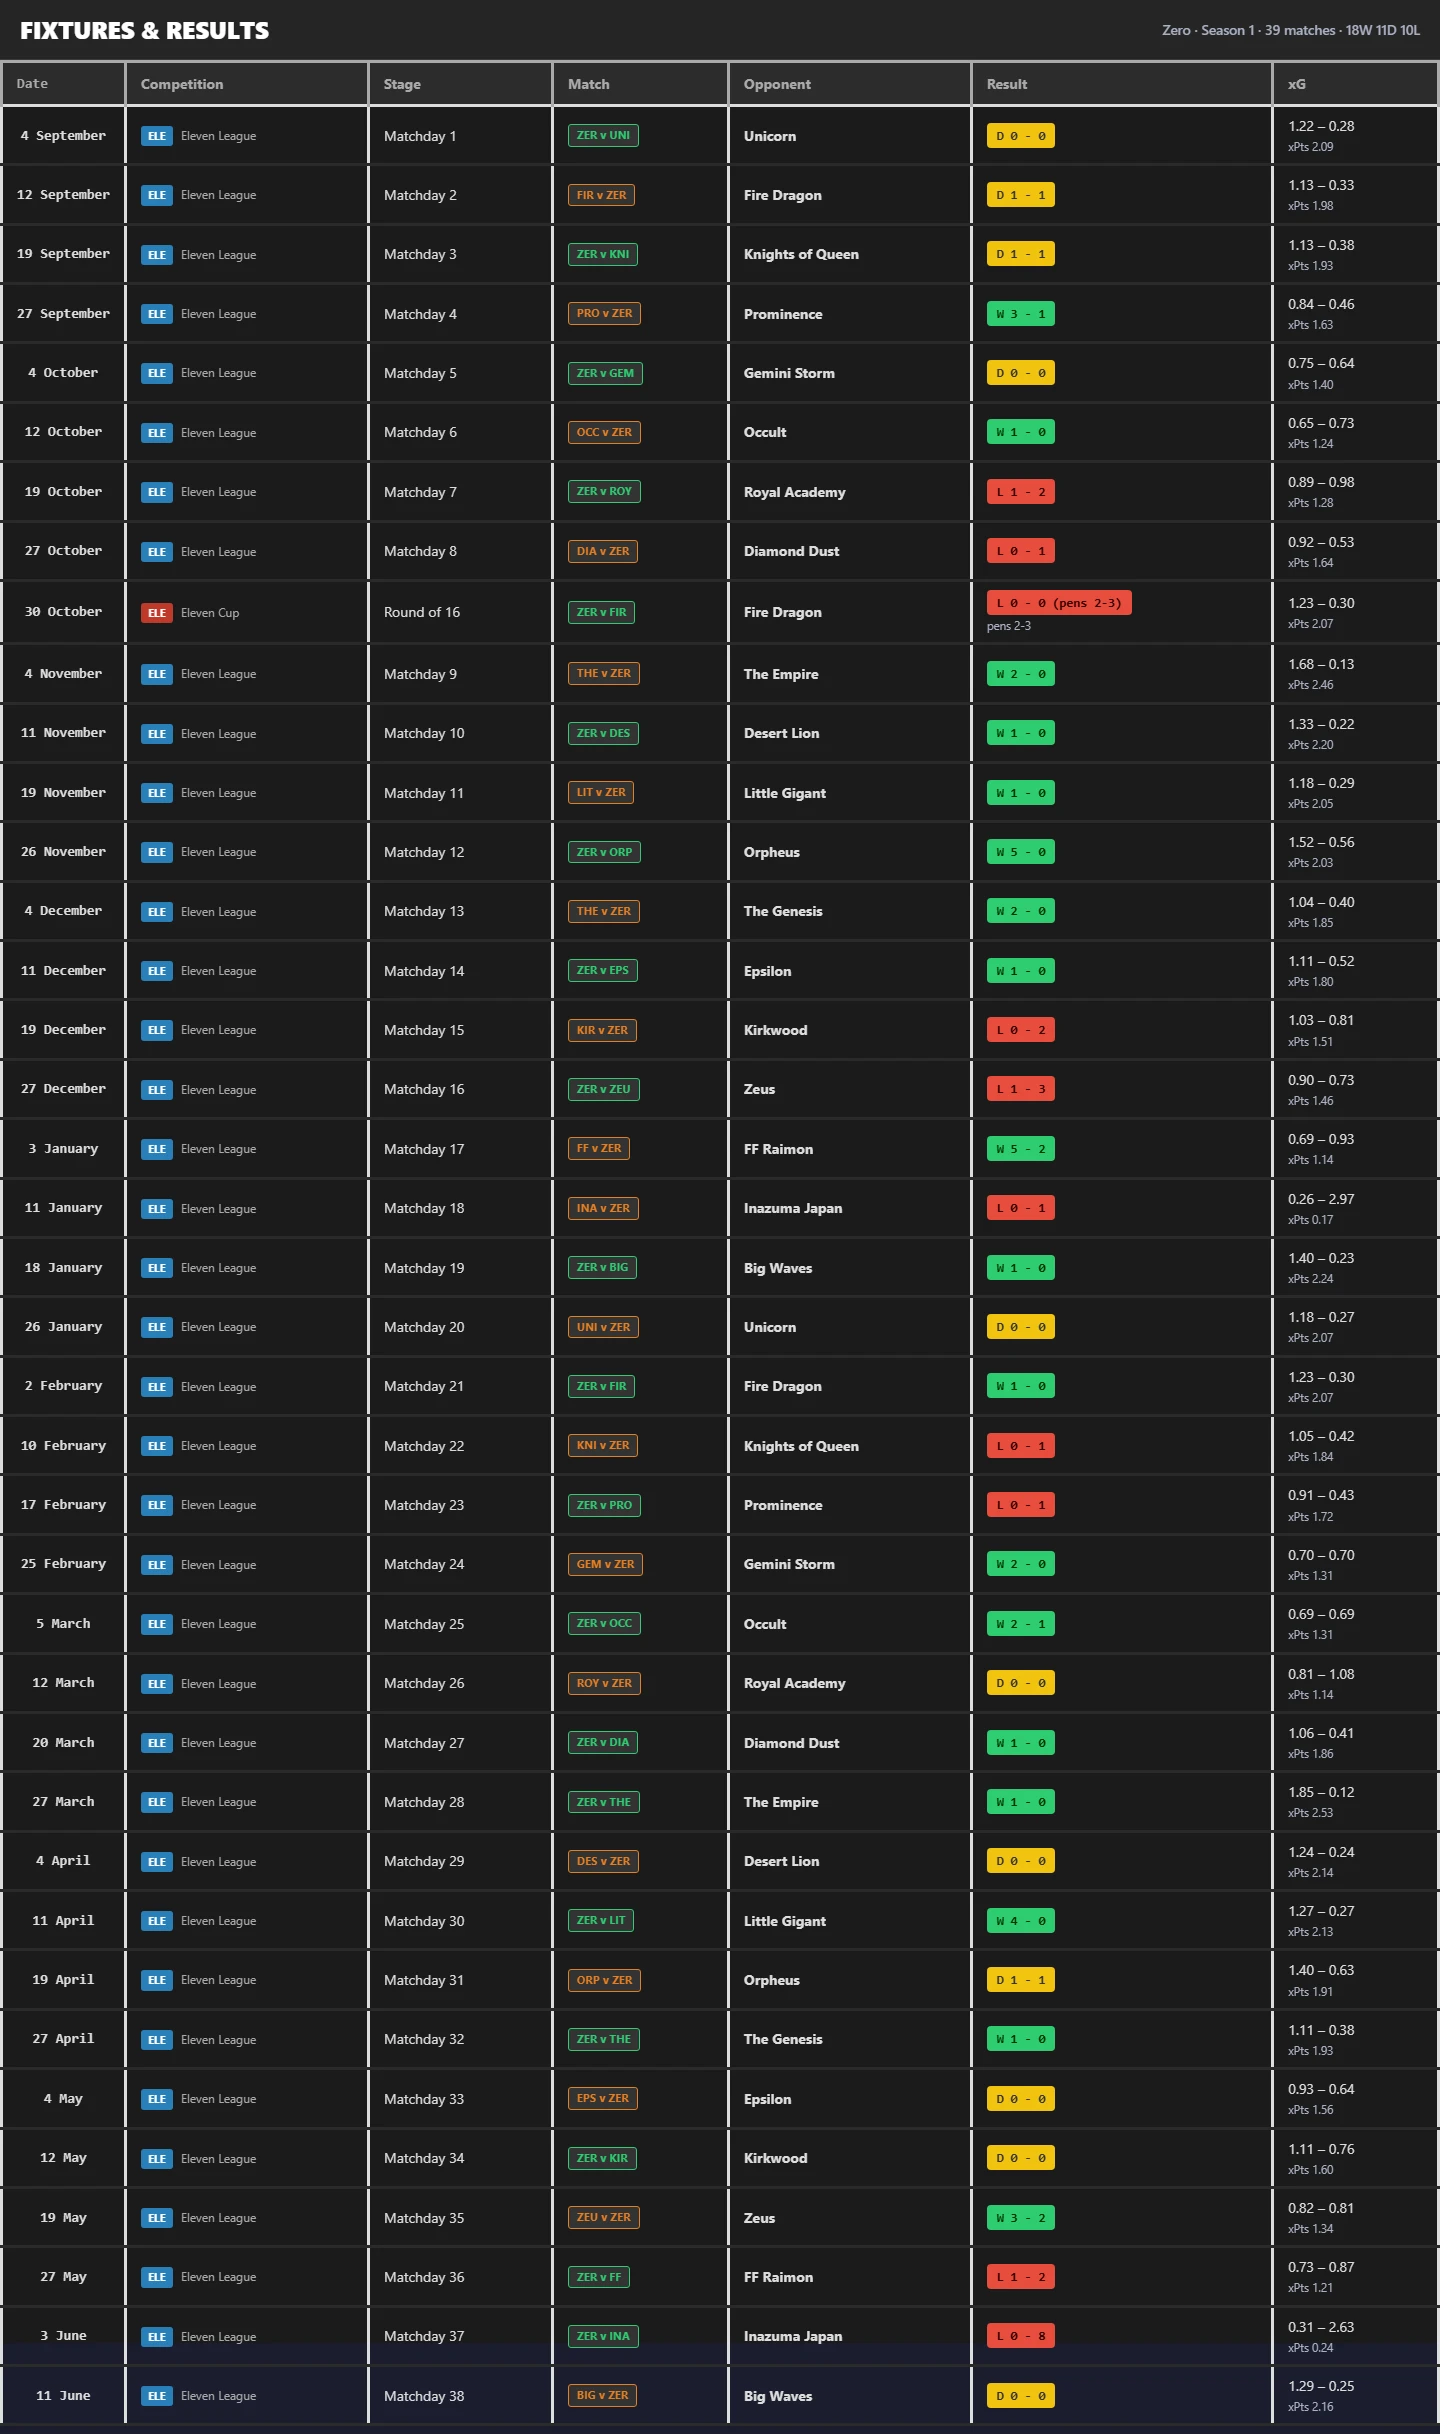 FIXTURES & RESULTS
Zero · Season 1 · 39 matches · 18W 11D 10L
Date Competition Stage Match Opponent Result xG
4 September ELE Eleven League Matchday 1 ZER v UNI Unicorn D 0 - 0 1.22 – 0.28
xPts 2.09
12 September ELE Eleven League Matchday 2 FIR v ZER Fire Dragon D 1 - 1 1.13 – 0.33
xPts 1.98
19 September ELE Eleven League Matchday 3 ZER v KNI Knights of Queen D 1 - 1 1.13 – 0.38
xPts 1.93
27 September ELE Eleven League Matchday 4 PRO v ZER Prominence W 3 - 1 0.84 – 0.46
xPts 1.63
4 October ELE Eleven League Matchday 5 ZER v GEM Gemini Storm D 0 - 0 0.75 – 0.64
xPts 1.40
12 October ELE Eleven League Matchday 6 OCC v ZER Occult W 1 - 0 0.65 – 0.73
xPts 1.24
19 October ELE Eleven League Matchday 7 ZER v ROY Royal Academy L 1 - 2 0.89 – 0.98
xPts 1.28
27 October ELE Eleven League Matchday 8 DIA v ZER Diamond Dust L 0 - 1 0.92 – 0.53
xPts 1.64
30 October ELE Eleven Cup Round of 16 ZER v FIR Fire Dragon L 0 - 0 (pens 2-3) 1.23 – 0.30
pens 2-3 xPts 2.07
4 November ELE Eleven League Matchday 9 THE v ZER The Empire W 2 - 0 1.68 – 0.13
xPts 2.46
11 November ELE Eleven League Matchday 10 ZER v DES Desert Lion W 1 - 0 1.33 – 0.22
xPts 2.20
19 November ELE Eleven League Matchday 11 LIT v ZER Little Gigant W 1 - 0 1.18 – 0.29
xPts 2.05
26 November ELE Eleven League Matchday 12 ZER v ORP Orpheus W 5 - 0 1.52 – 0.56
xPts 2.03
4 December ELE Eleven League Matchday 13 THE v ZER The Genesis W 2 - 0 1.04 – 0.40
xPts 1.85
11 December ELE Eleven League Matchday 14 ZER v EPS Epsilon W 1 - 0 1.11 – 0.52
xPts 1.80
19 December ELE Eleven League Matchday 15 KIR v ZER Kirkwood L 0 - 2 1.03 – 0.81
xPts 1.51
27 December ELE Eleven League Matchday 16 ZER v ZEU Zeus L 1 - 3 0.90 – 0.73
xPts 1.46
3 January ELE Eleven League Matchday 17 FF v ZER FF Raimon W 5 - 2 0.69 – 0.93
xPts 1.14
11 January ELE Eleven League Matchday 18 INA v ZER Inazuma Japan L 0 - 1 0.26 – 2.97
xPts 0.17
18 January ELE Eleven League Matchday 19 ZER v BIG Big Waves W 1 - 0 1.40 – 0.23
xPts 2.24
26 January ELE Eleven League Matchday 20 UNI v ZER Unicorn D 0 - 0 1.18 – 0.27
xPts 2.07
2 February ELE Eleven League Matchday 21 ZER v FIR Fire Dragon W 1 - 0 1.23 – 0.30
xPts 2.07
10 February ELE Eleven League Matchday 22 KNI v ZER Knights of Queen L 0 - 1 1.05 – 0.42
xPts 1.84
17 February ELE Eleven League Matchday 23 ZER v PRO Prominence L 0 - 1 0.91 – 0.43
xPts 1.72
25 February ELE Eleven League Matchday 24 GEM v ZER Gemini Storm W 2 - 0 0.70 – 0.70
xPts 1.31
5 March ELE Eleven League Matchday 25 ZER v OCC Occult W 2 - 1 0.69 – 0.69
xPts 1.31
12 March ELE Eleven League Matchday 26 ROY v ZER Royal Academy D 0 - 0 0.81 – 1.08
xPts 1.14
20 March ELE Eleven League Matchday 27 ZER v DIA Diamond Dust W 1 - 0 1.06 – 0.41
xPts 1.86
27 March ELE Eleven League Matchday 28 ZER v THE The Empire W 1 - 0 1.85 – 0.12
xPts 2.53
4 April ELE Eleven League Matchday 29 DES v ZER Desert Lion D 0 - 0 1.24 – 0.24
xPts 2.14
11 April ELE Eleven League Matchday 30 ZER v LIT Little Gigant W 4 - 0 1.27 – 0.27
xPts 2.13
19 April ELE Eleven League Matchday 31 ORP v ZER Orpheus D 1 - 1 1.40 – 0.63
xPts 1.91
27 April ELE Eleven League Matchday 32 ZER v THE The Genesis W 1 - 0 1.11 – 0.38
xPts 1.93
4 May ELE Eleven League Matchday 33 EPS v ZER Epsilon D 0 - 0 0.93 – 0.64
xPts 1.56
12 May ELE Eleven League Matchday 34 ZER v KIR Kirkwood D 0 - 0 1.11 – 0.76
xPts 1.60
19 May ELE Eleven League Matchday 35 ZEU v ZER Zeus W 3 - 2 0.82 – 0.81
xPts 1.34
27 May ELE Eleven League Matchday 36 ZER v FF FF Raimon L 1 - 2 0.73 – 0.87
xPts 1.21
3 June ELE Eleven League Matchday 37 ZER v INA Inazuma Japan L 0 - 8 0.31 – 2.63
xPts 0.24
11 June ELE Eleven League Matchday 38 BIG v ZER Big Waves D 0 - 0 1.29 – 0.25
xPts 2.16